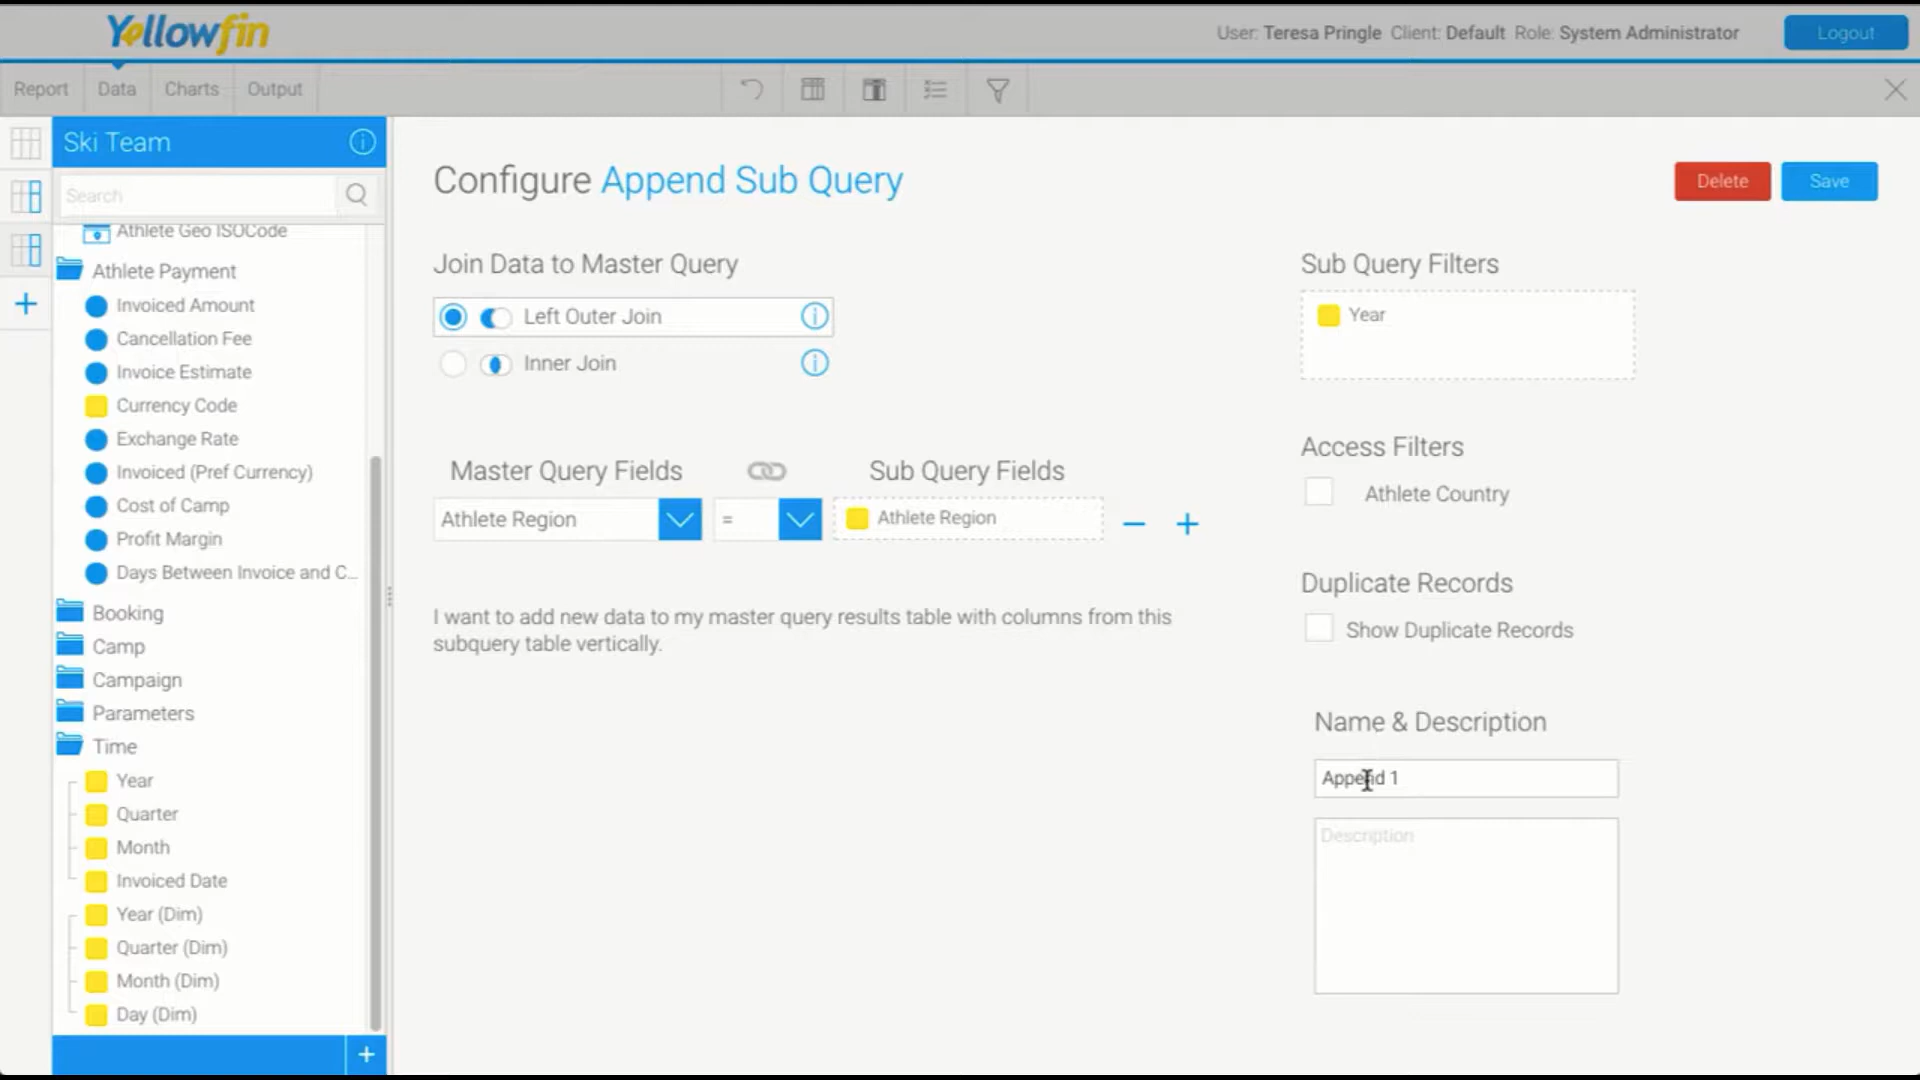 Yellowfin
User: Teresa Pringle Client: Default Role: System Administrator
Logout
Report
Data
Charts
Output
Ski Team
Search
Athlete Geo ISOCode
Athlete Payment
Invoiced Amount
Cancellation Fee
Invoice Estimate
Currency Code
Exchange Rate
Invoiced (Pref Currency)
Cost of Camp
Profit Margin
Days Between Invoice and C...
Booking
Camp
Campaign
Parameters
Time
Year
Quarter
Month
Invoiced Date
Year (Dim)
Quarter (Dim)
Month (Dim)
Day (Dim)
Configure Append Sub Query
Delete
Save
Join Data to Master Query
Left Outer Join
Inner Join
Master Query Fields
Sub Query Fields
Athlete Region
=
Athlete Region
I want to add new data to my master query results table with columns from this
subquery table vertically.
Sub Query Filters
Year
Access Filters
Athlete Country
Duplicate Records
Show Duplicate Records
Name & Description
Append 1
Description